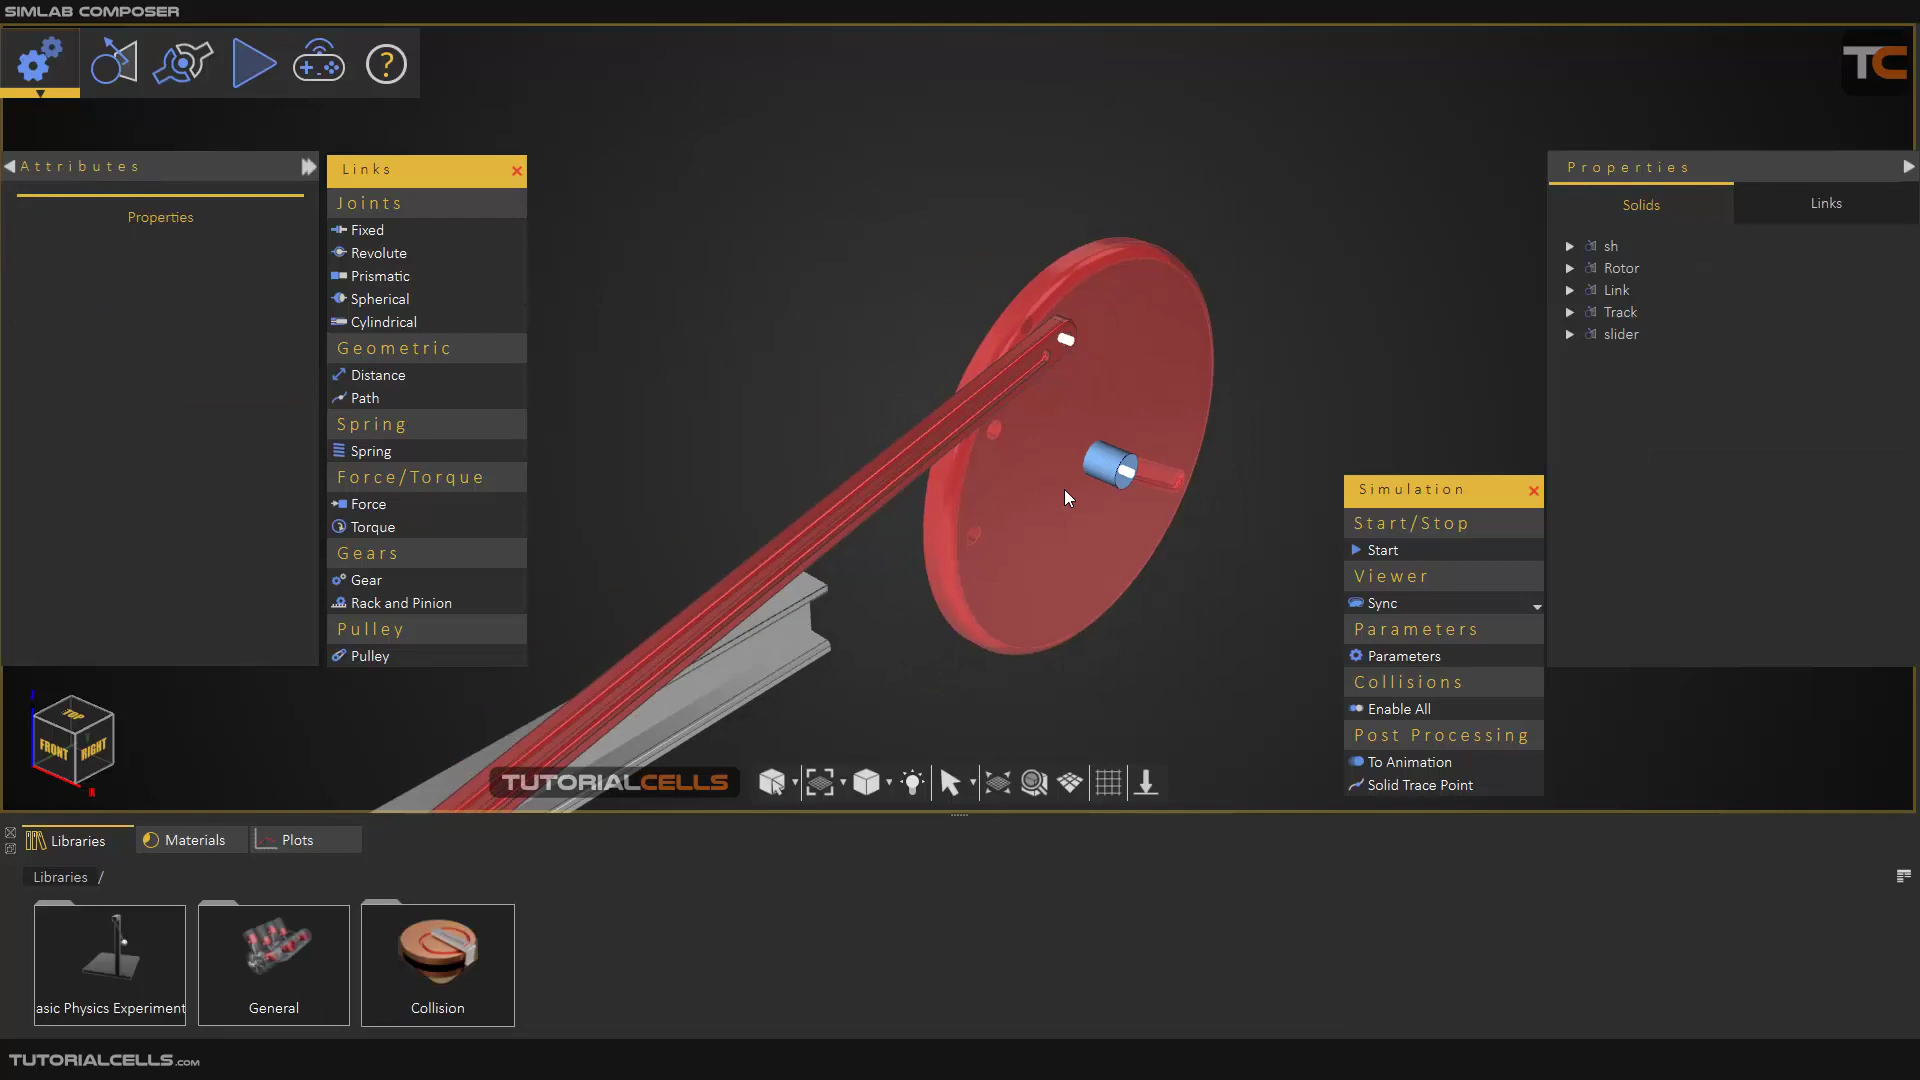 SIMLAB COMPOSER
?
TC
Attributes
Properties
Links
Joints
Fixed
Revolute
Prismatic
Spherical
Cylindrical
Geometric
Distance
Path
Spring
Spring
Force/Torque
Force
Torque
Gears
Gear
Rack and Pinion
Pulley
Pulley
Properties
Solids
Links
sh
Rotor
Link
Track
slider
Simulation
Start/Stop
Start
Viewer
Sync
Parameters
Parameters
Collisions
Enable All
Post Processing
To Animation
Solid Trace Point
TOP
FRONT
RIGHT
TUTORIALCELLS
Libraries
Materials
Plots
Libraries /
asic Physics Experiment
General
Collision
TUTORIALCELLS.COM